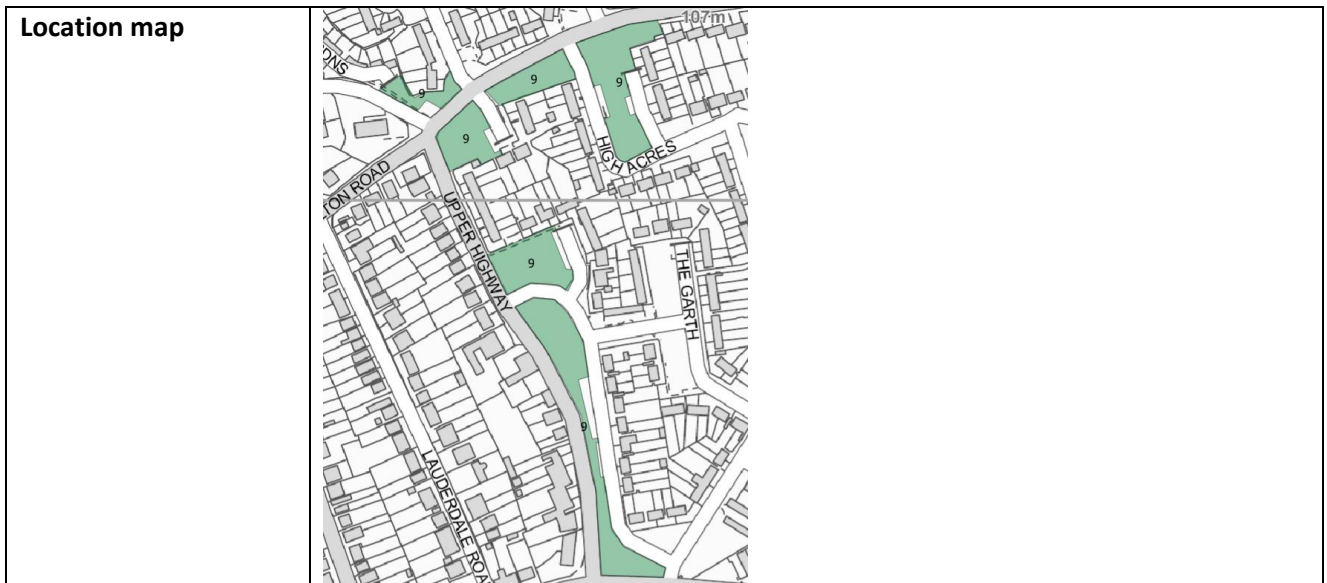 Location map
107m
ONS
9
9
9
9
HIGH ACRES
TON ROAD
UPPER HIGHWAY
9
THE GARTH
9
LAUDERDALE ROA